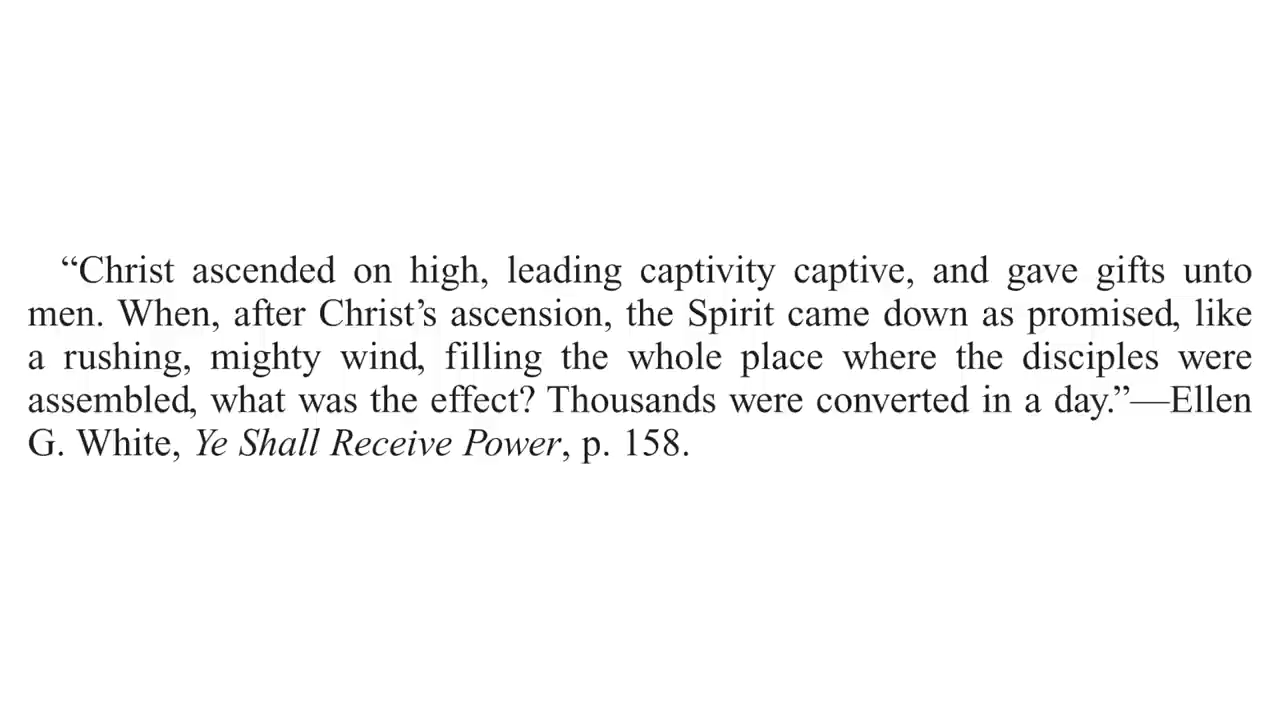 “Christ ascended on high, leading captivity captive, and gave gifts unto
men. When, after Christ’s ascension, the Spirit came down as promised, like
a rushing, mighty wind, filling the whole place where the disciples were
assembled, what was the effect? Thousands were converted in a day.”—Ellen
G. White, Ye Shall Receive Power, p. 158.